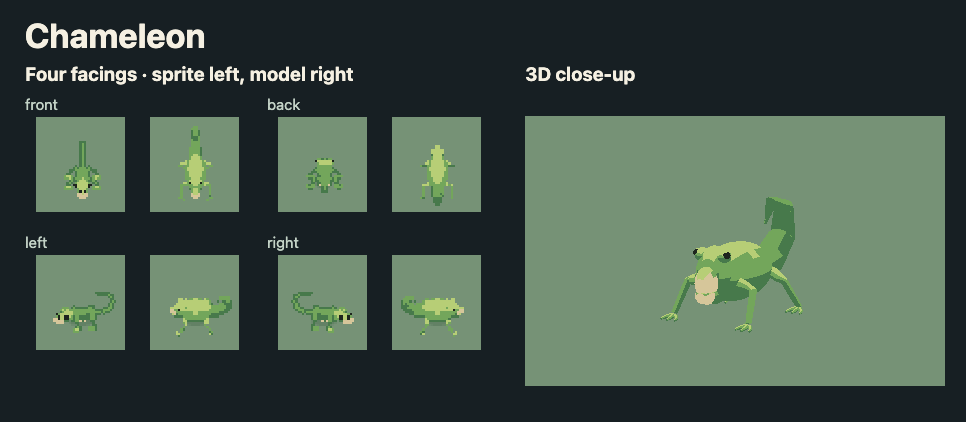 Chameleon
Four facings · sprite left, model right
3D close-up
front
back
left
right